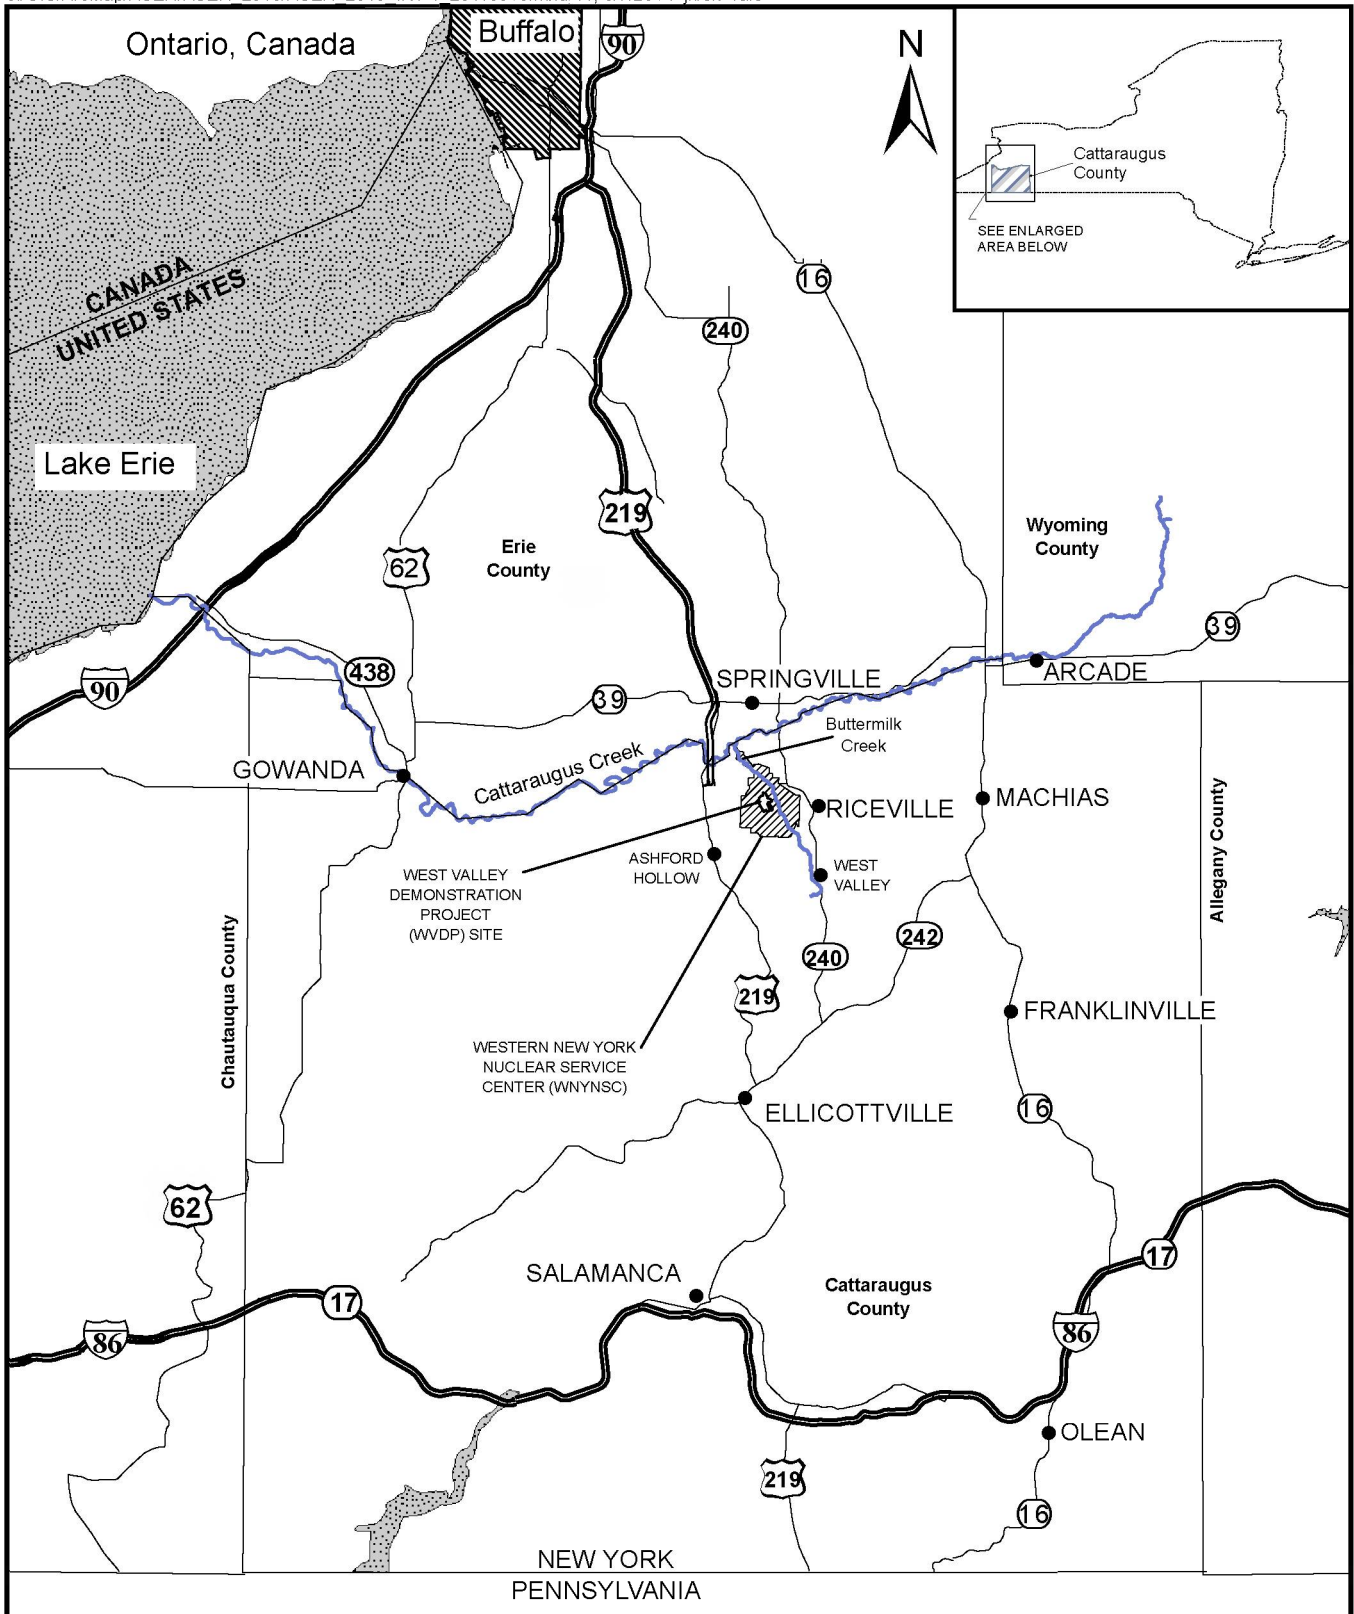 Ontario, Canada
Buffalo
90
N
Cattaraugus
County
SEE ENLARGED
AREA BELOW
16
240
CANADA
UNITED STATES
Lake Erie
219
62
Erie
County
Wyoming
County
39
438
90
39
SPRINGVILLE
ARCADE
Buttermilk
Creek
Cattaraugus Creek
GOWANDA
RICEVILLE
MACHIAS
ASHFORD
HOLLOW
WEST
VALLEY
WEST VALLEY
DEMONSTRATION
PROJECT
(WVDP) SITE
Allegany County
Chautauqua County
242
240
219
FRANKLINVILLE
WESTERN NEW YORK
NUCLEAR SERVICE
CENTER (WNYNSC)
ELLICOTTVILLE
16
62
17
SALAMANCA
Cattaraugus
County
17
86
86
OLEAN
219
16
NEW YORK
PENNSYLVANIA